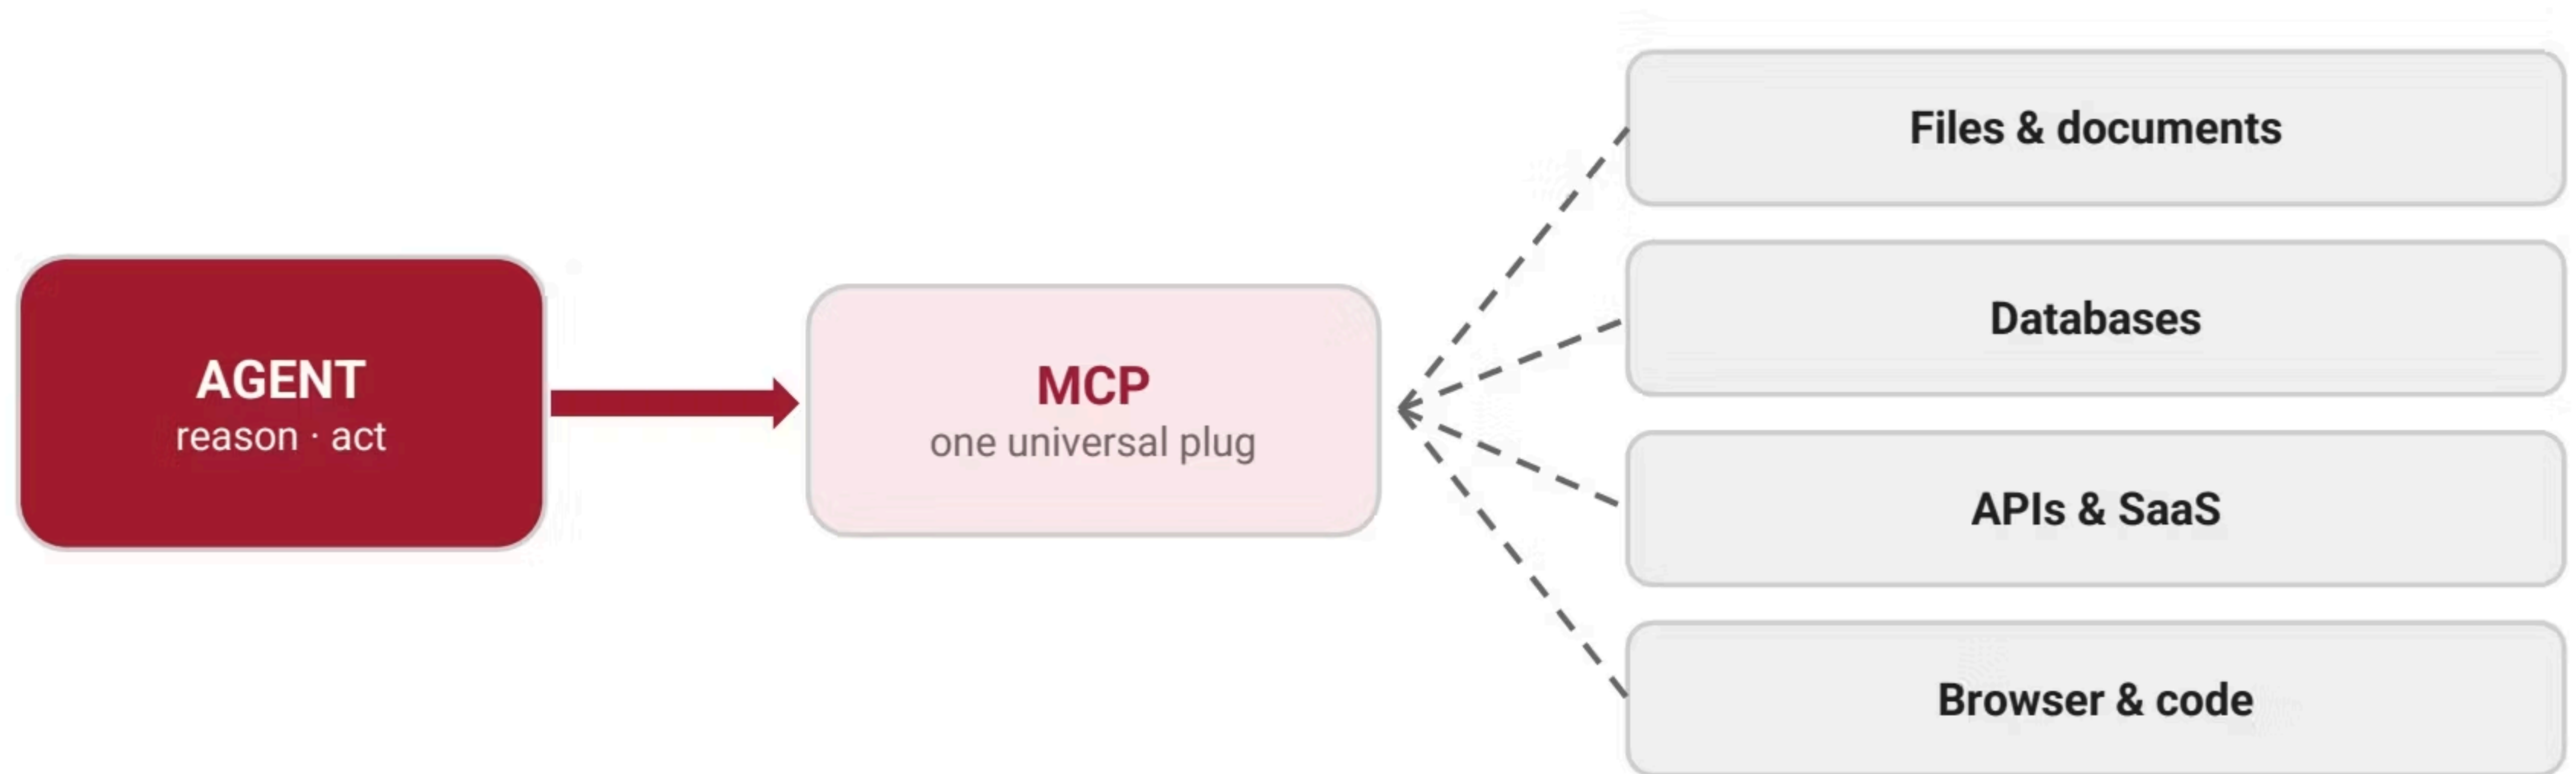 AGENT
reason · act
MCP
one universal plug
Files & documents
Databases
APIs & SaaS
Browser & code